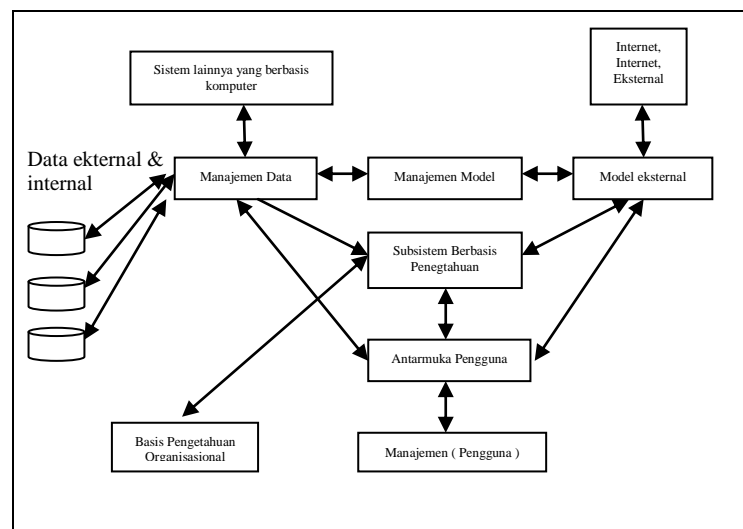 Sistem lainnya yang berbasis
komputer
Internet,
Internet,
Eksternal
Data ekternal &
internal
Manajemen Data
Manajemen Model
Model eksternal
Subsistem Berbasis
Penegtahuan
Antarmuka Pengguna
Basis Pengetahuan
Organisasional
Manajemen ( Pengguna )